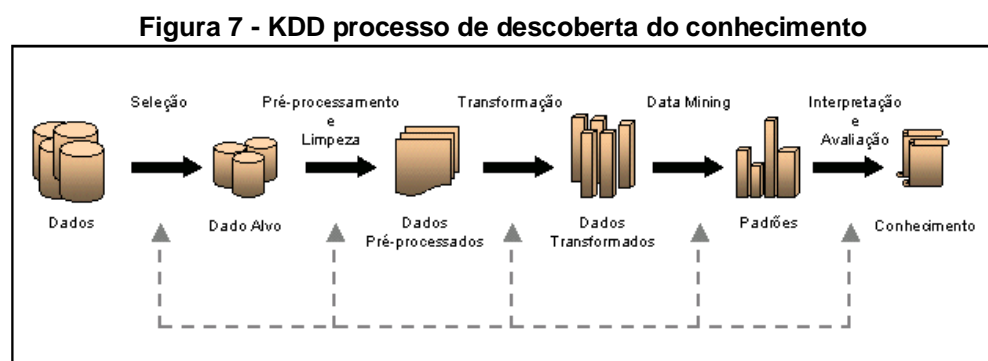 Figura 7 - KDD processo de descoberta do conhecimento
Seleção
Pré-processamento
e
Limpeza
Transformação
Data Mining
Interpretação
e
Avaliação
Dados
Dado Alvo
Dados
Pré-processados
Dados
Transformados
Padrões
Conhecimento